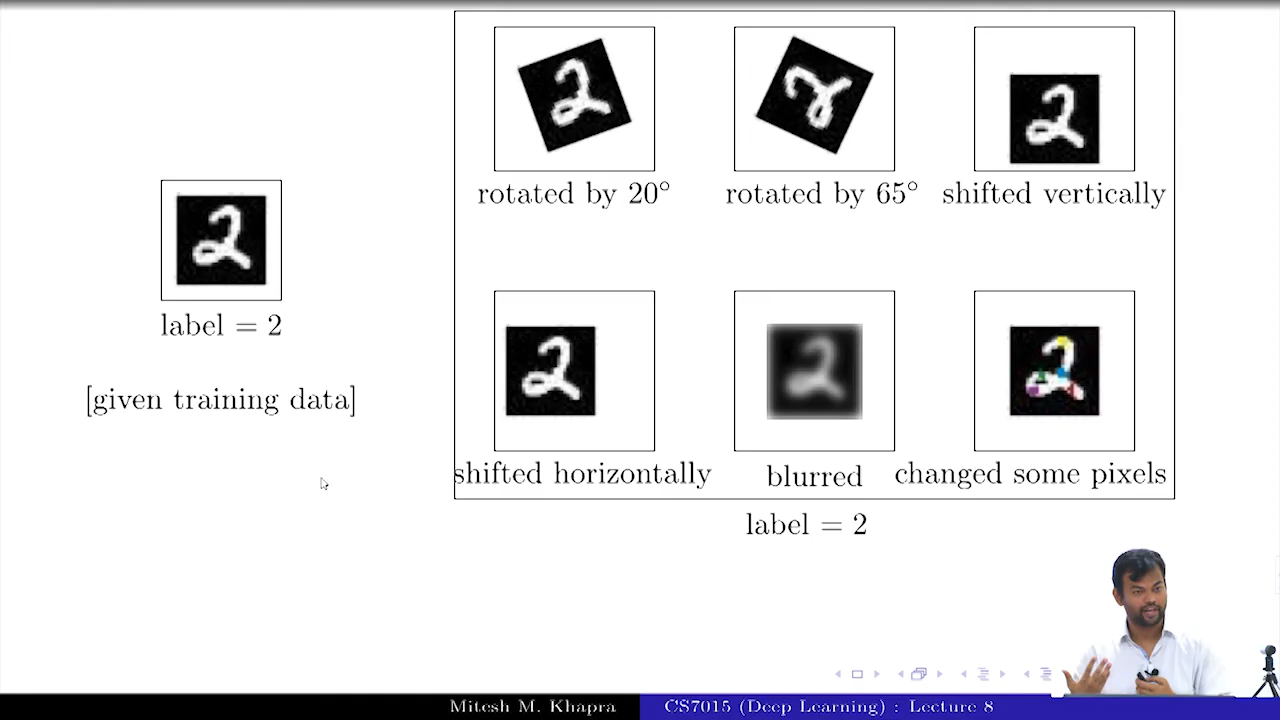 rotated by 20°
rotated by 65°
shifted vertically
label = 2
[given training data]
shifted horizontally
blurred
changed some pixels
label = 2
Mitesh M. Khapra
CS7015 (Deep Learning) : Lecture 8